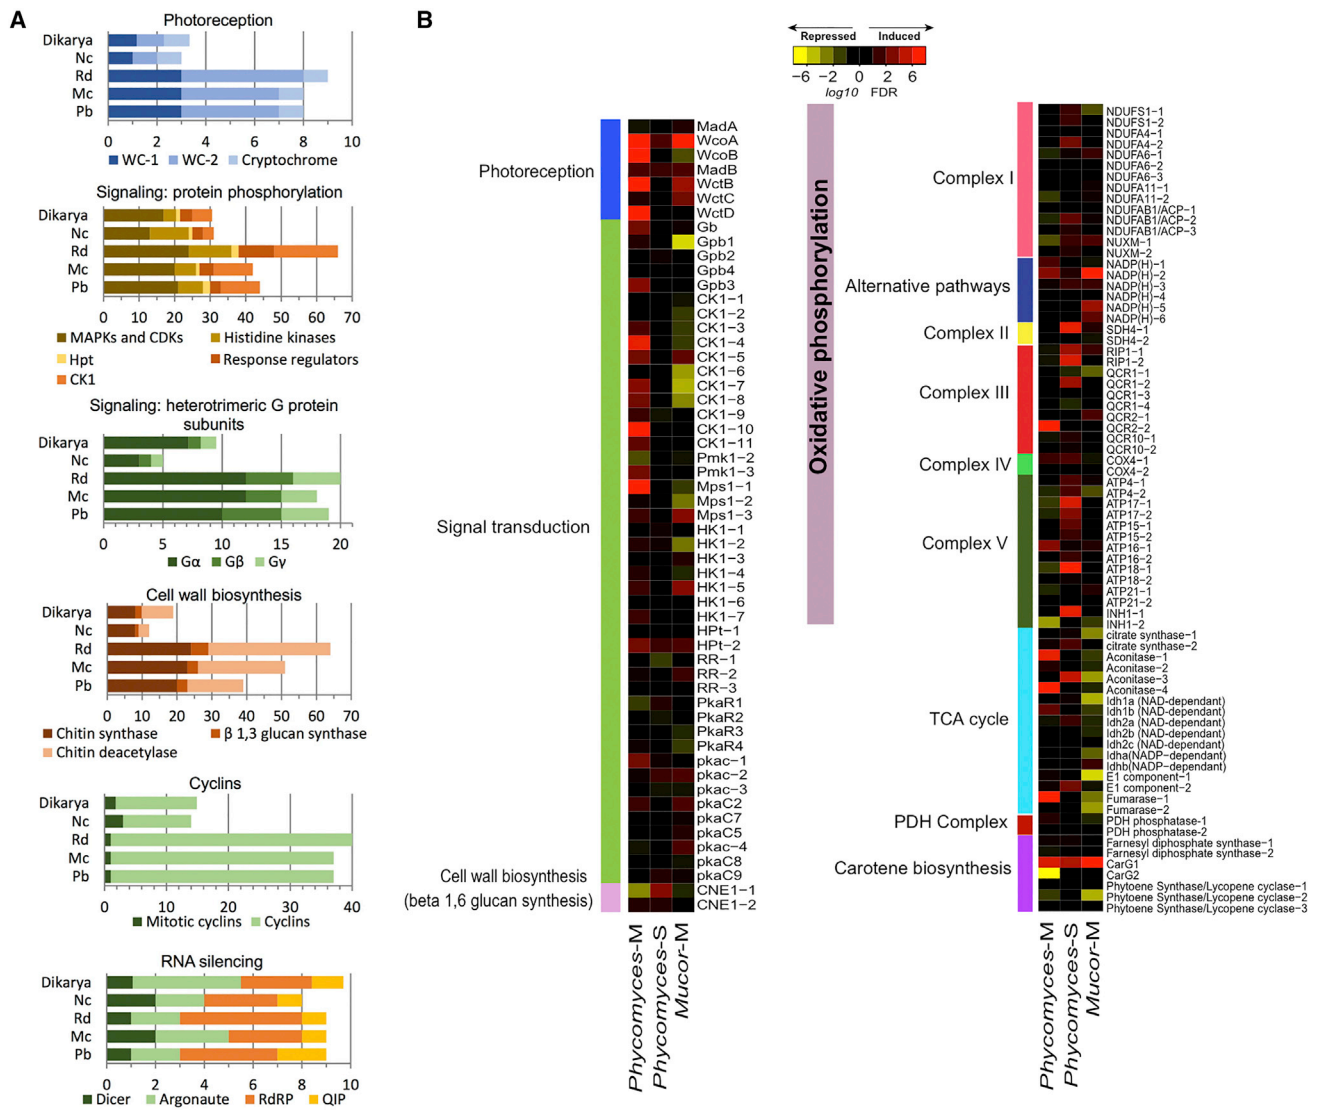 A
Photoreception
Dikarya
Nc
Rd
Mc
Pb
0 2 4 6 8 10
WC-1 WC-2 Cryptochrome
Signaling: protein phosphorylation
Dikarya
Nc
Rd
Mc
Pb
0 10 20 30 40 50 60 70
MAPKs and CDKs Histidine kinases
Hpt Response regulators
CK1
Signaling: heterotrimeric G protein
subunits
Dikarya
Nc
Rd
Mc
Pb
0 5 10 15 20
Gα Gβ Gγ
Cell wall biosynthesis
Dikarya
Nc
Rd
Mc
Pb
0 10 20 30 40 50 60 70
Chitin synthase β 1,3 glucan synthase
Chitin deacetylase
Cyclins
Dikarya
Nc
Rd
Mc
Pb
0 10 20 30 40
Mitotic cyclins Cyclins
RNA silencing
Dikarya
Nc
Rd
Mc
Pb
0 2 4 6 8 10
Dicer Argonaute RdRP QIP
B
Repressed Induced
−6 −2 0 2 6
log10 FDR
Photoreception
Signal transduction
Cell wall biosynthesis
(beta 1,6 glucan synthesis)
MadA
WcoA
WcoB
MadB
WctB
WctC
WctD
Gb
Gpb1
Gpb2
Gpb4
Gpb3
CK1−1
CK1−2
CK1−3
CK1−4
CK1−5
CK1−6
CK1−7
CK1−8
CK1−9
CK1−10
CK1−11
Pmk1−2
Pmk1−3
Mps1−1
Mps1−2
Mps1−3
HK1−1
HK1−2
HK1−3
HK1−4
HK1−5
HK1−6
HK1−7
HPt−1
HPt−2
RR−1
RR−2
RR−3
PkaR1
PkaR2
PkaR3
PkaR4
pkac−1
pkac−2
pkac−3
pkaC2
pkaC7
pkaC5
pkac−4
pkaC8
pkaC9
CNE1−1
CNE1−2
Phycomyces-M
Phycomyces-S
Mucor-M
Oxidative phosphorylation
Complex I
Alternative pathways
Complex II
Complex III
Complex IV
Complex V
TCA cycle
PDH Complex
Carotene biosynthesis
NDUFS1−1
NDUFS1−2
NDUFA4−1
NDUFA4−2
NDUFA6−1
NDUFA6−2
NDUFA6−3
NDUFA11−1
NDUFA11−2
NDUFAB1/ACP−1
NDUFAB1/ACP−2
NDUFAB1/ACP−3
NUXM−1
NUXM−2
NADP(H)−1
NADP(H)−2
NADP(H)−3
NADP(H)−4
NADP(H)−5
NADP(H)−6
SDH4−1
SDH4−2
RIP1−1
RIP1−2
QCR1−1
QCR1−2
QCR1−3
QCR1−4
QCR2−1
QCR2−2
QCR10−1
QCR10−2
COX4−1
COX4−2
ATP4−1
ATP4−2
ATP17−1
ATP17−2
ATP15−1
ATP15−2
ATP16−1
ATP16−2
ATP18−1
ATP18−2
ATP21−1
ATP21−2
INH1−1
INH1−2
citrate synthase−1
citrate synthase−2
Aconitase−1
Aconitase−2
Aconitase−3
Aconitase−4
Idh1a (NAD−dependant)
Idh1b (NAD−dependant)
Idh2a (NAD−dependant)
Idh2b (NAD−dependant)
Idh2c (NAD−dependant)
Idha(NADP−dependant)
Idhb(NADP−dependant)
E1 component−1
E1 component−2
Fumarase−1
Fumarase−2
PDH phosphatase-1
PDH phosphatase-2
Farnesyl diphosphate synthase−1
Farnesyl diphosphate synthase−2
CarG1
CarG2
Phytoene Synthase/Lycopene cyclase−1
Phytoene Synthase/Lycopene cyclase−2
Phytoene Synthase/Lycopene cyclase−3
Phycomyces-M
Phycomyces-S
Mucor-M